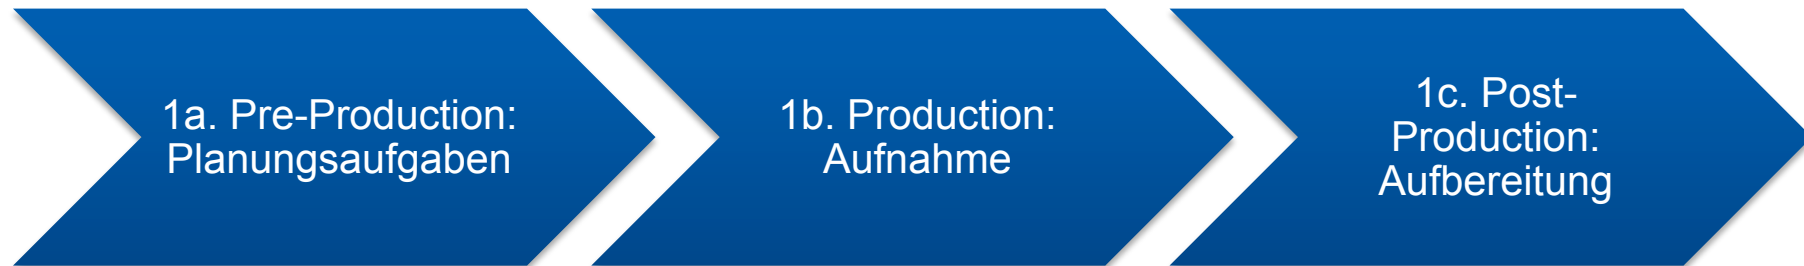 1a. Pre-Production:
Planungsaufgaben
1b. Production:
Aufnahme
1c. Post-
Production:
Aufbereitung